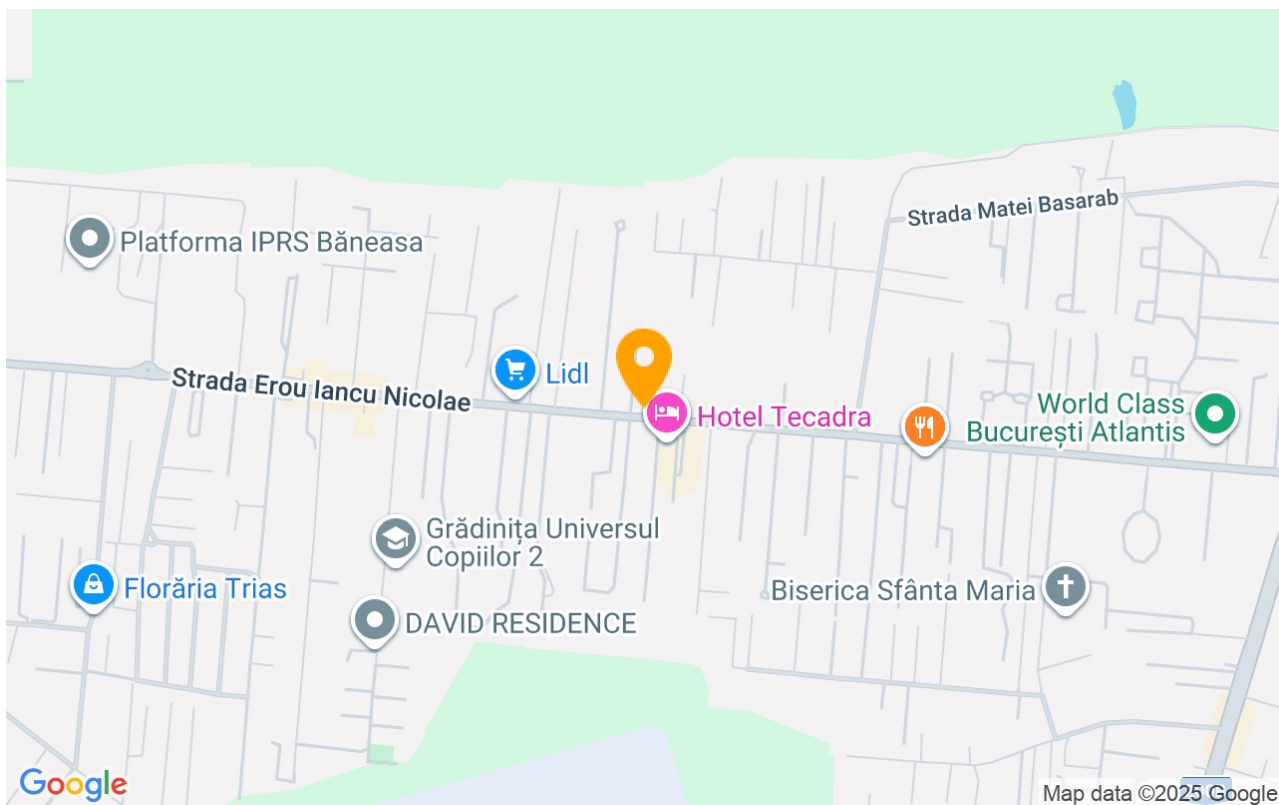 Strada Matei Basarab
Platforma IPRS Băneasa
Lidl
Strada Erou Iancu Nicolae
Hotel Tecadra
World Class
București Atlantis
Grădinița Universul
Copiilor 2
Florăria Trias
Biserica Sfânta Maria
DAVID RESIDENCE
Google
Map data ©2025 Google